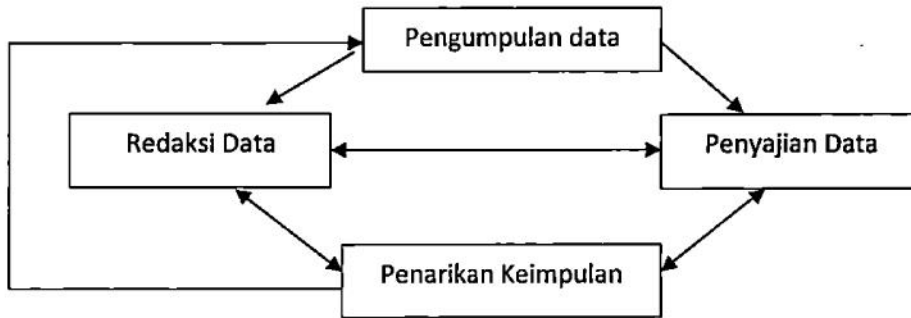 Pengumpulan data
Redaksi Data
Penyajian Data
Penarikan Keimpulan